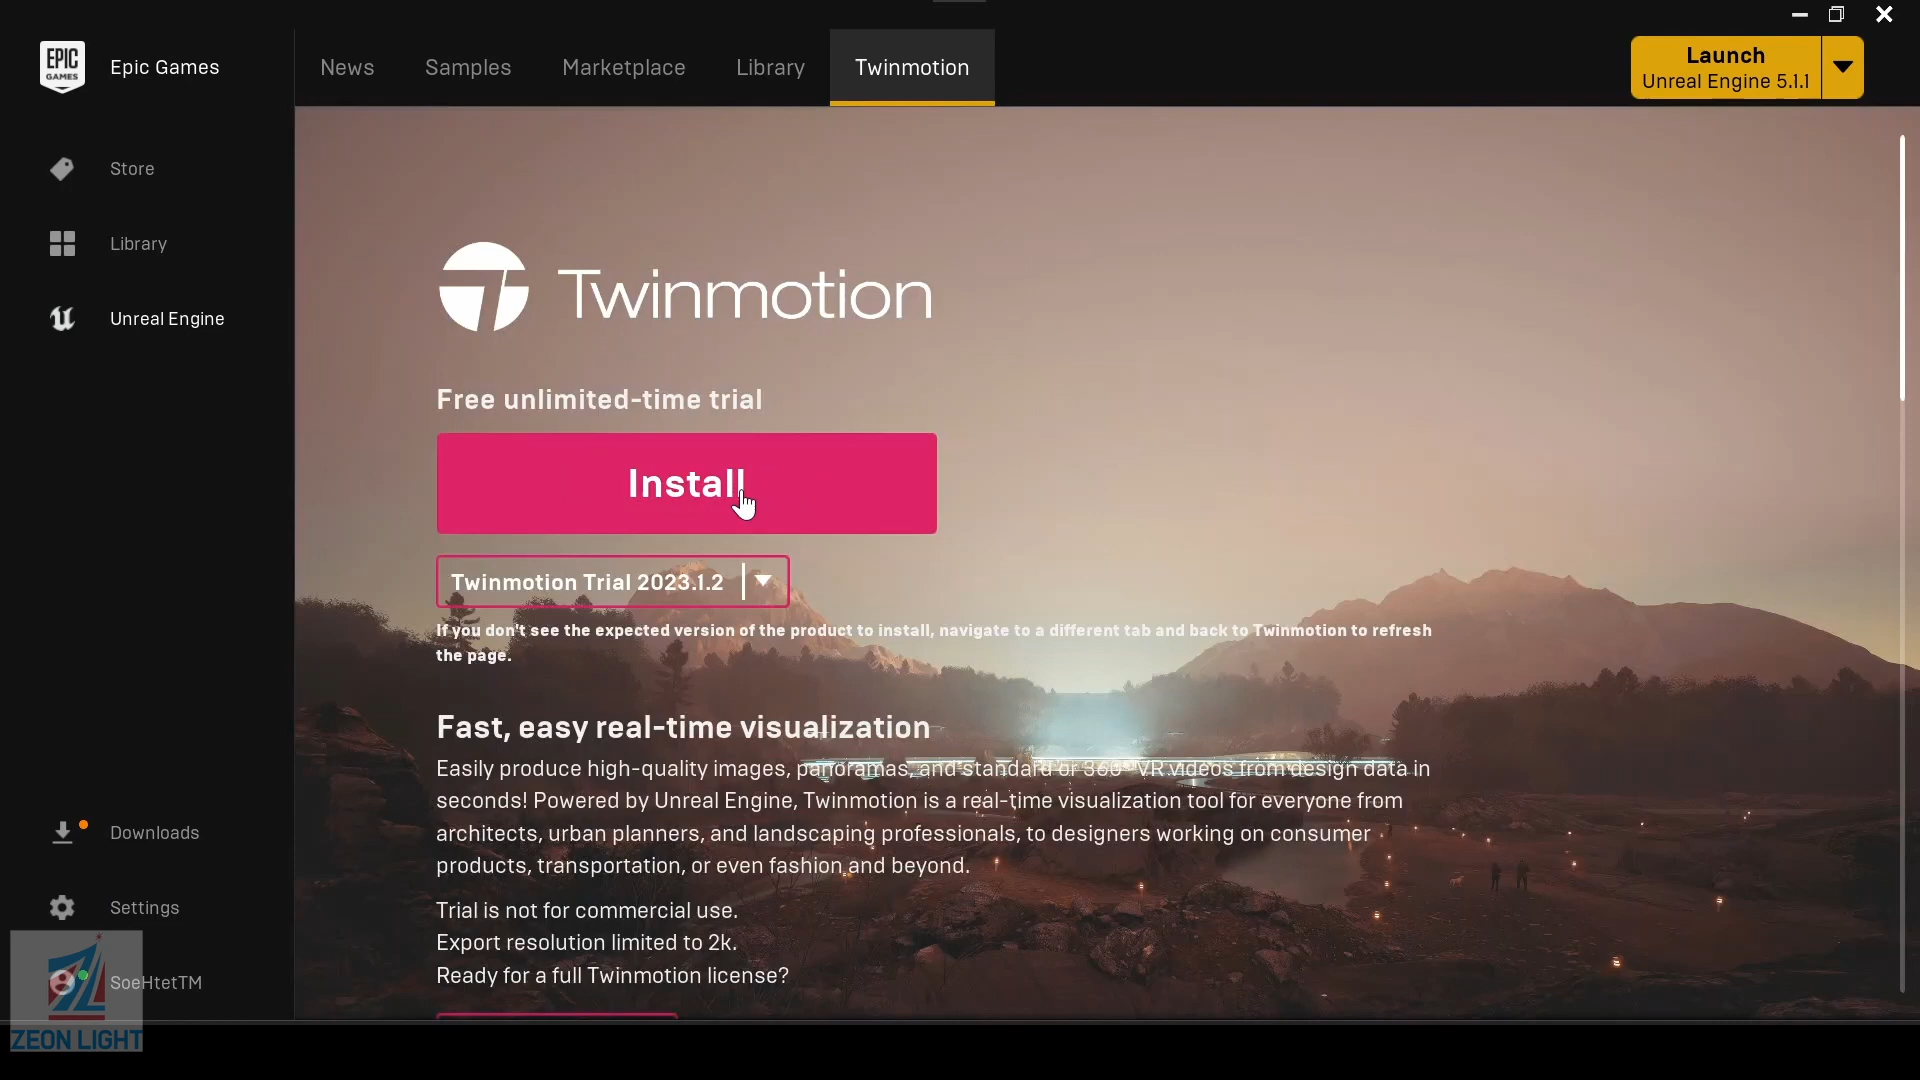 EPIC
GAMES
Epic Games
News
Samples
Marketplace
Library
Twinmotion
Launch
Unreal Engine 5.1.1
Store
Library
Unreal Engine
Twinmotion
Free unlimited-time trial
Install
Twinmotion Trial 2023.1.2
If you don't see the expected version of the product to install, navigate to a different tab and back to Twinmotion to refresh
the page.
Fast, easy real-time visualization
Easily produce high-quality images, panoramas, and standard or 360° VR videos from design data in
seconds! Powered by Unreal Engine, Twinmotion is a real-time visualization tool for everyone from
architects, urban planners, and landscaping professionals, to designers working on consumer
products, transportation, or even fashion and beyond.
Trial is not for commercial use.
Export resolution limited to 2k.
Ready for a full Twinmotion license?
Downloads
Settings
SoeHtetTM
ZEON LIGHT